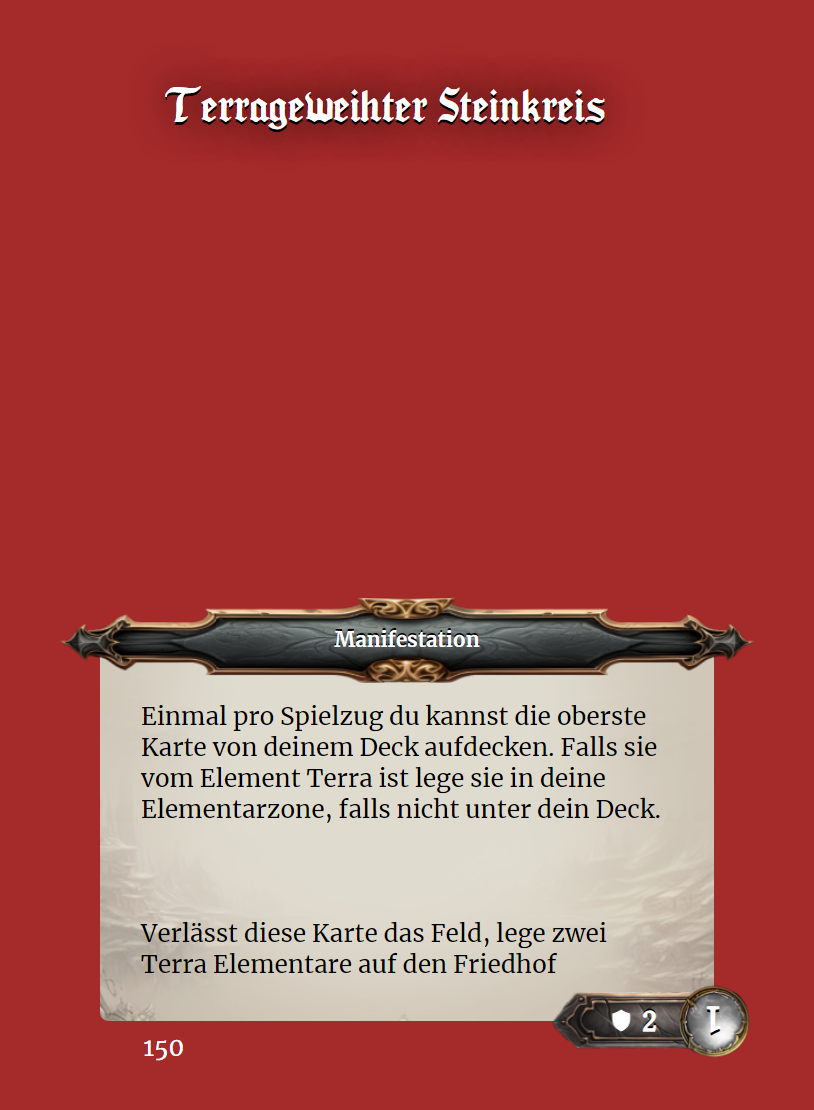 Terrageweihter Steinkreis
Manifestation
Einmal pro Spielzug du kannst die oberste
Karte von deinem Deck aufdecken. Falls sie
vom Element Terra ist lege sie in deine
Elementarzone, falls nicht unter dein Deck.
Verlässt diese Karte das Feld, lege zwei
Terra Elementare auf den Friedhof
2
150